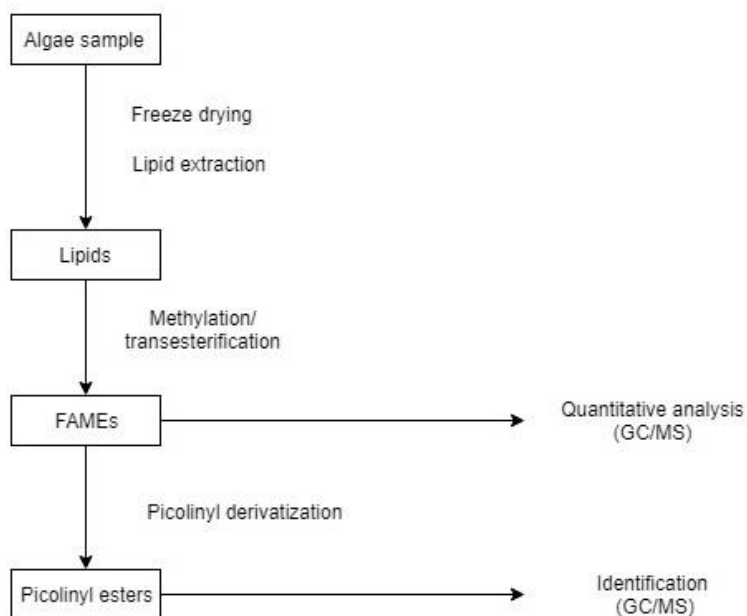 Algae sample
Freeze drying
Lipid extraction
Lipids
Methylation/
transesterification
FAMEs
Quantitative analysis
(GC/MS)
Picolinyl derivatization
Picolinyl esters
Identification
(GC/MS)